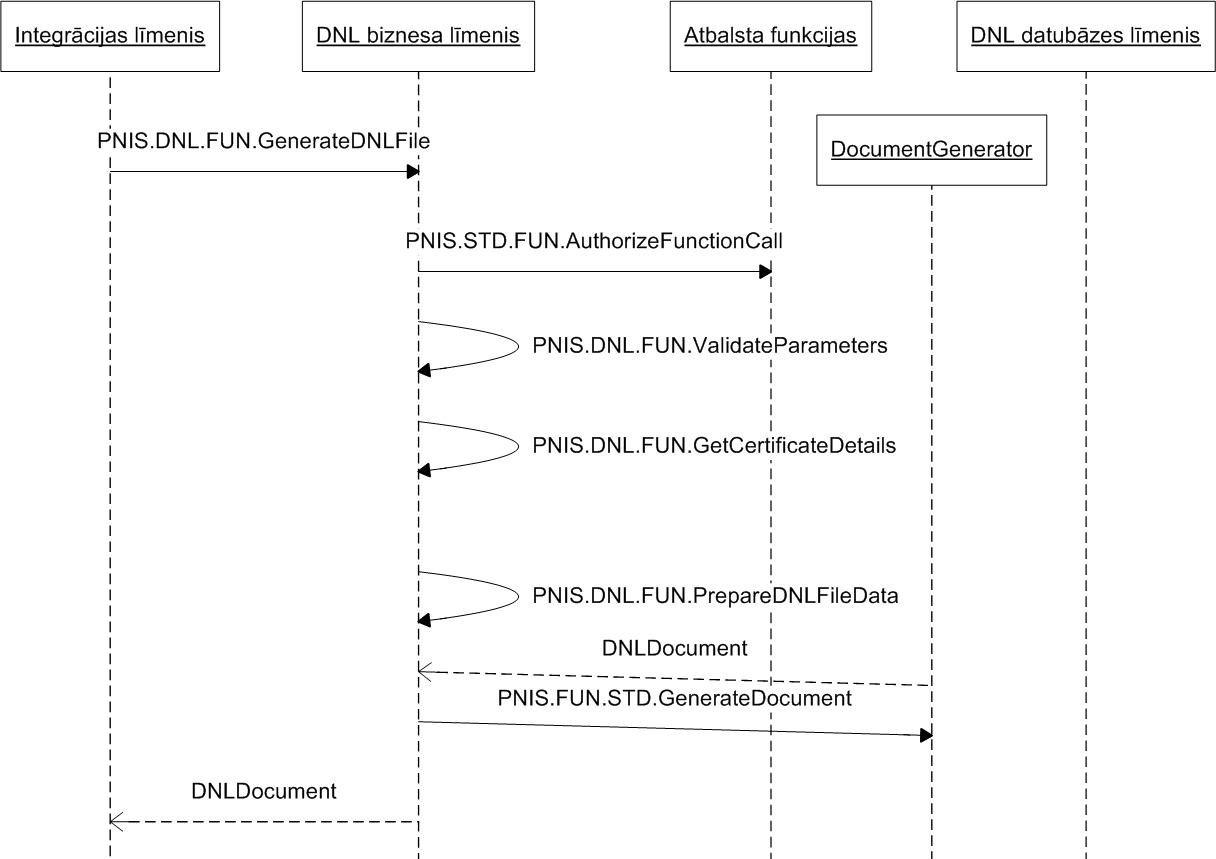 Integrācijas līmenis
DNL biznesa līmenis
Atbalsta funkcijas
DNL datubāzes līmenis
DocumentGenerator
PNIS.DNL.FUN.GenerateDNLFile
PNIS.STD.FUN.AuthorizeFunctionCall
PNIS.DNL.FUN.ValidateParameters
PNIS.DNL.FUN.GetCertificateDetails
PNIS.DNL.FUN.PrepareDNLFileData
DNLDocument
PNIS.FUN.STD.GenerateDocument
DNLDocument